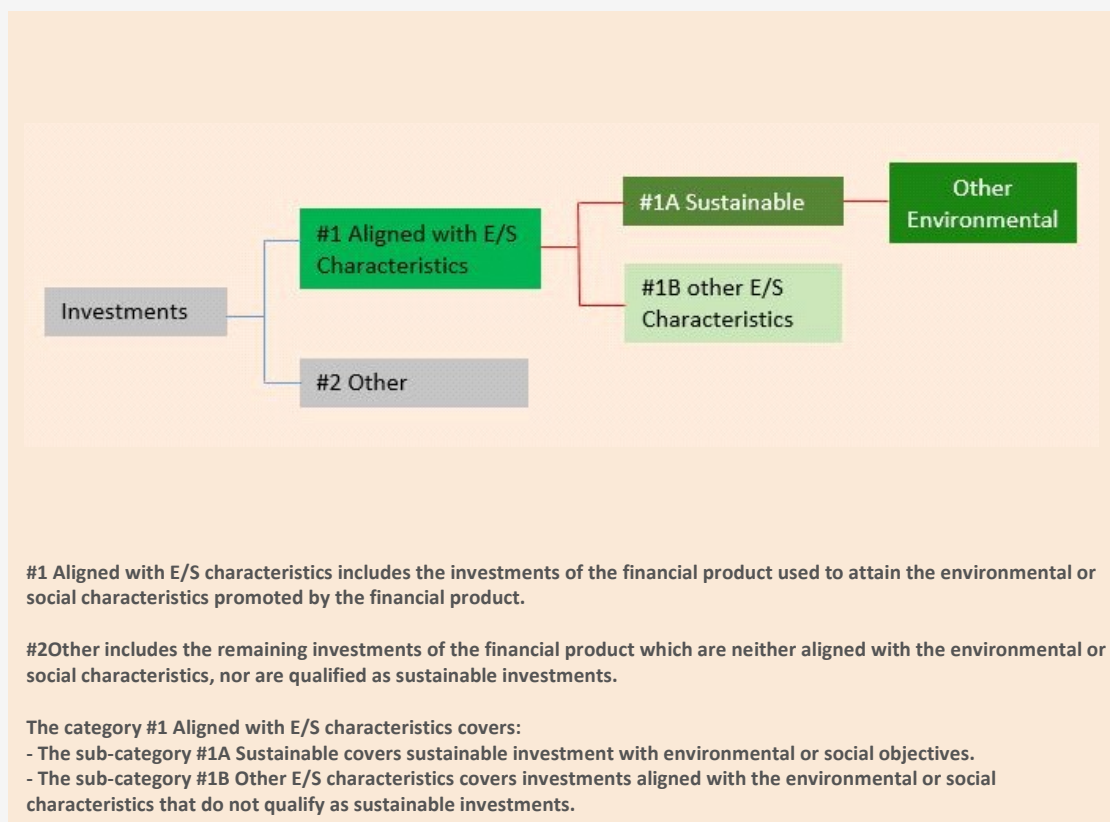 Investments
#1 Aligned with E/S
Characteristics
#2 Other
#1A Sustainable
#1B other E/S
Characteristics
Other
Environmental
#1 Aligned with E/S characteristics includes the investments of the financial product used to attain the environmental or
social characteristics promoted by the financial product.
#2Other includes the remaining investments of the financial product which are neither aligned with the environmental or
social characteristics, nor are qualified as sustainable investments.
The category #1 Aligned with E/S characteristics covers:
- The sub-category #1A Sustainable covers sustainable investment with environmental or social objectives.
- The sub-category #1B Other E/S characteristics covers investments aligned with the environmental or social
characteristics that do not qualify as sustainable investments.